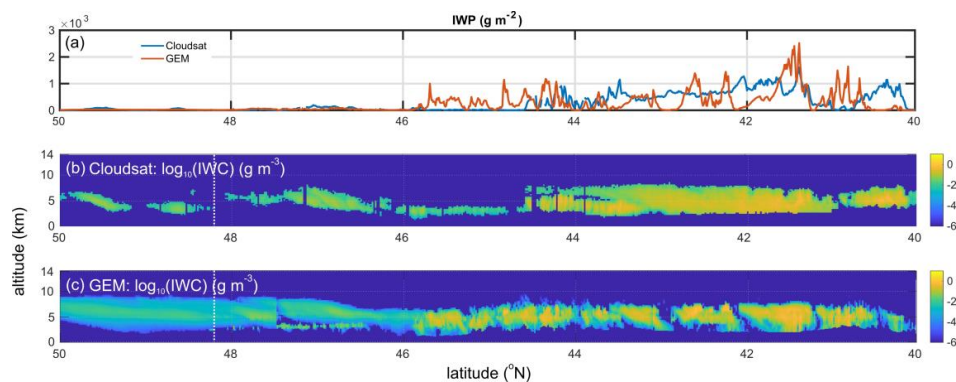 IWP (g m-2)
×10³
(a)
Cloudsat
GEM
3
2
1
0
50 48 46 44 42 40
(b) Cloudsat: log10(IWC) (g m-3)
14
10
5
0
0
-2
-4
-6
50 48 46 44 42 40
altitude (km)
(c) GEM: log10(IWC) (g m-3)
14
10
5
0
0
-2
-4
-6
50 48 46 44 42 40
latitude (oN)